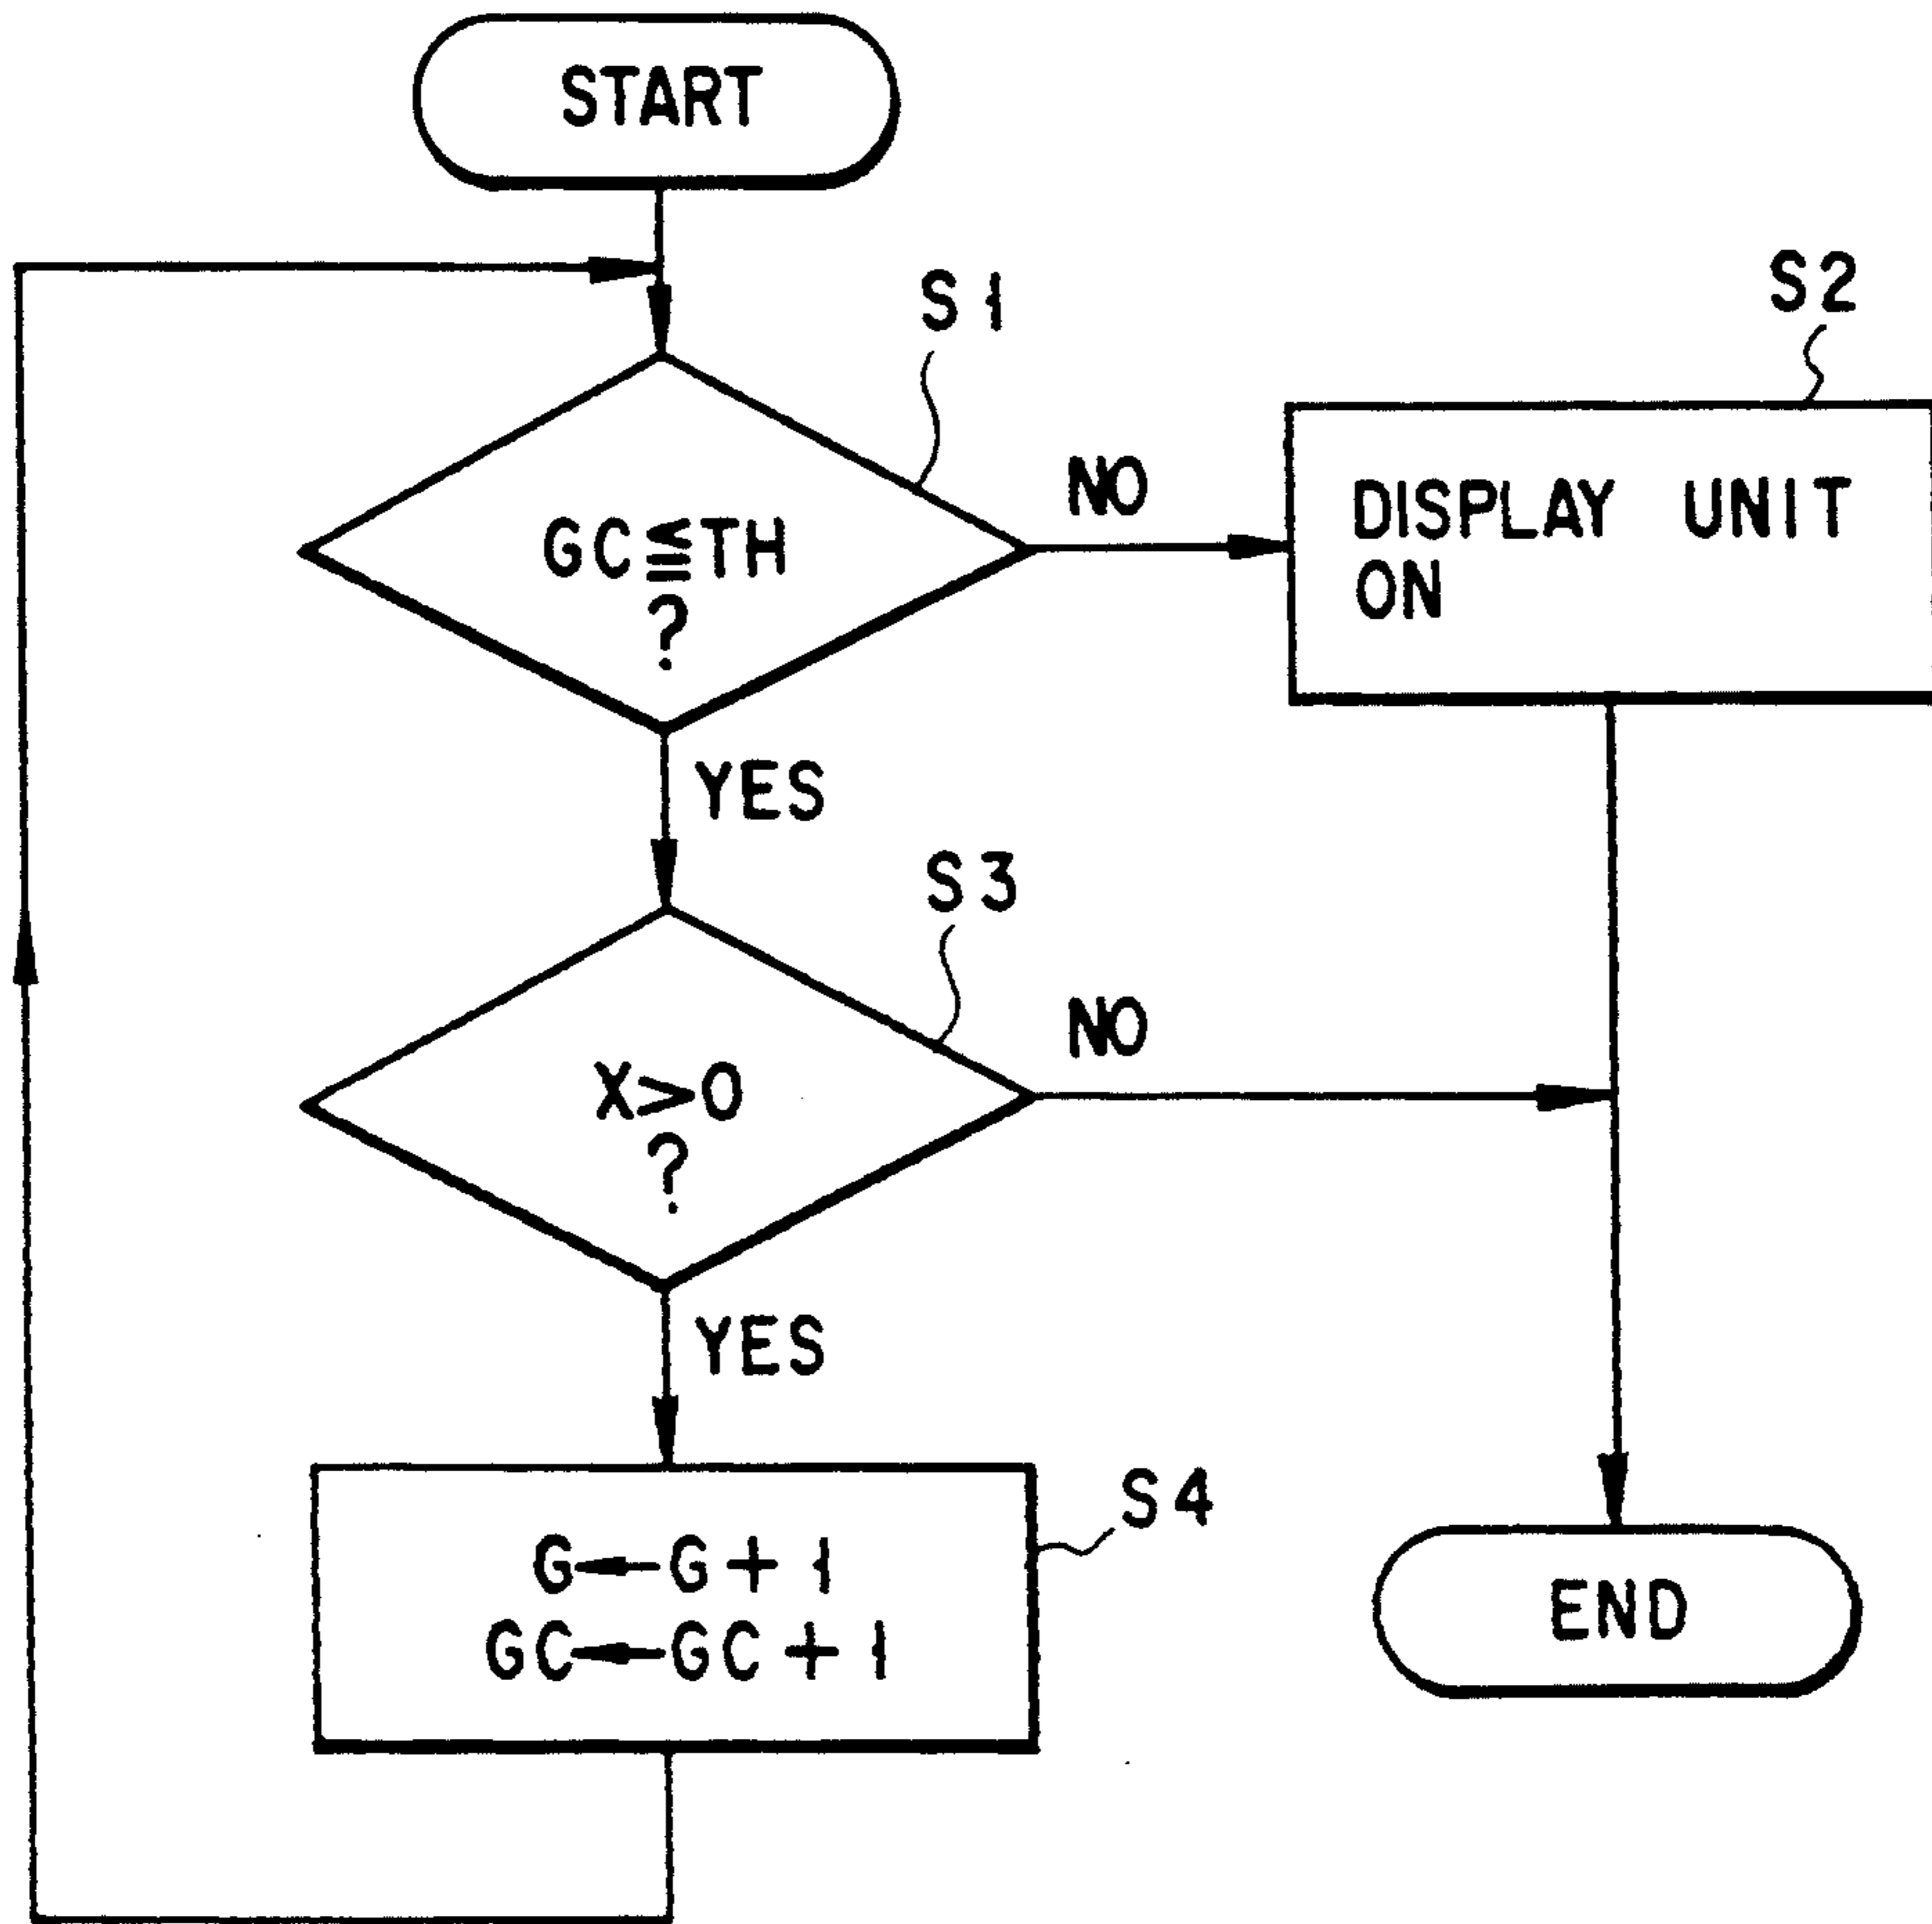 START
S1
S2
GC≦TH
?
NO
DISPLAY UNIT
ON
YES
S3
X>0
?
NO
YES
S4
G←G+1
GC←GC+1
END